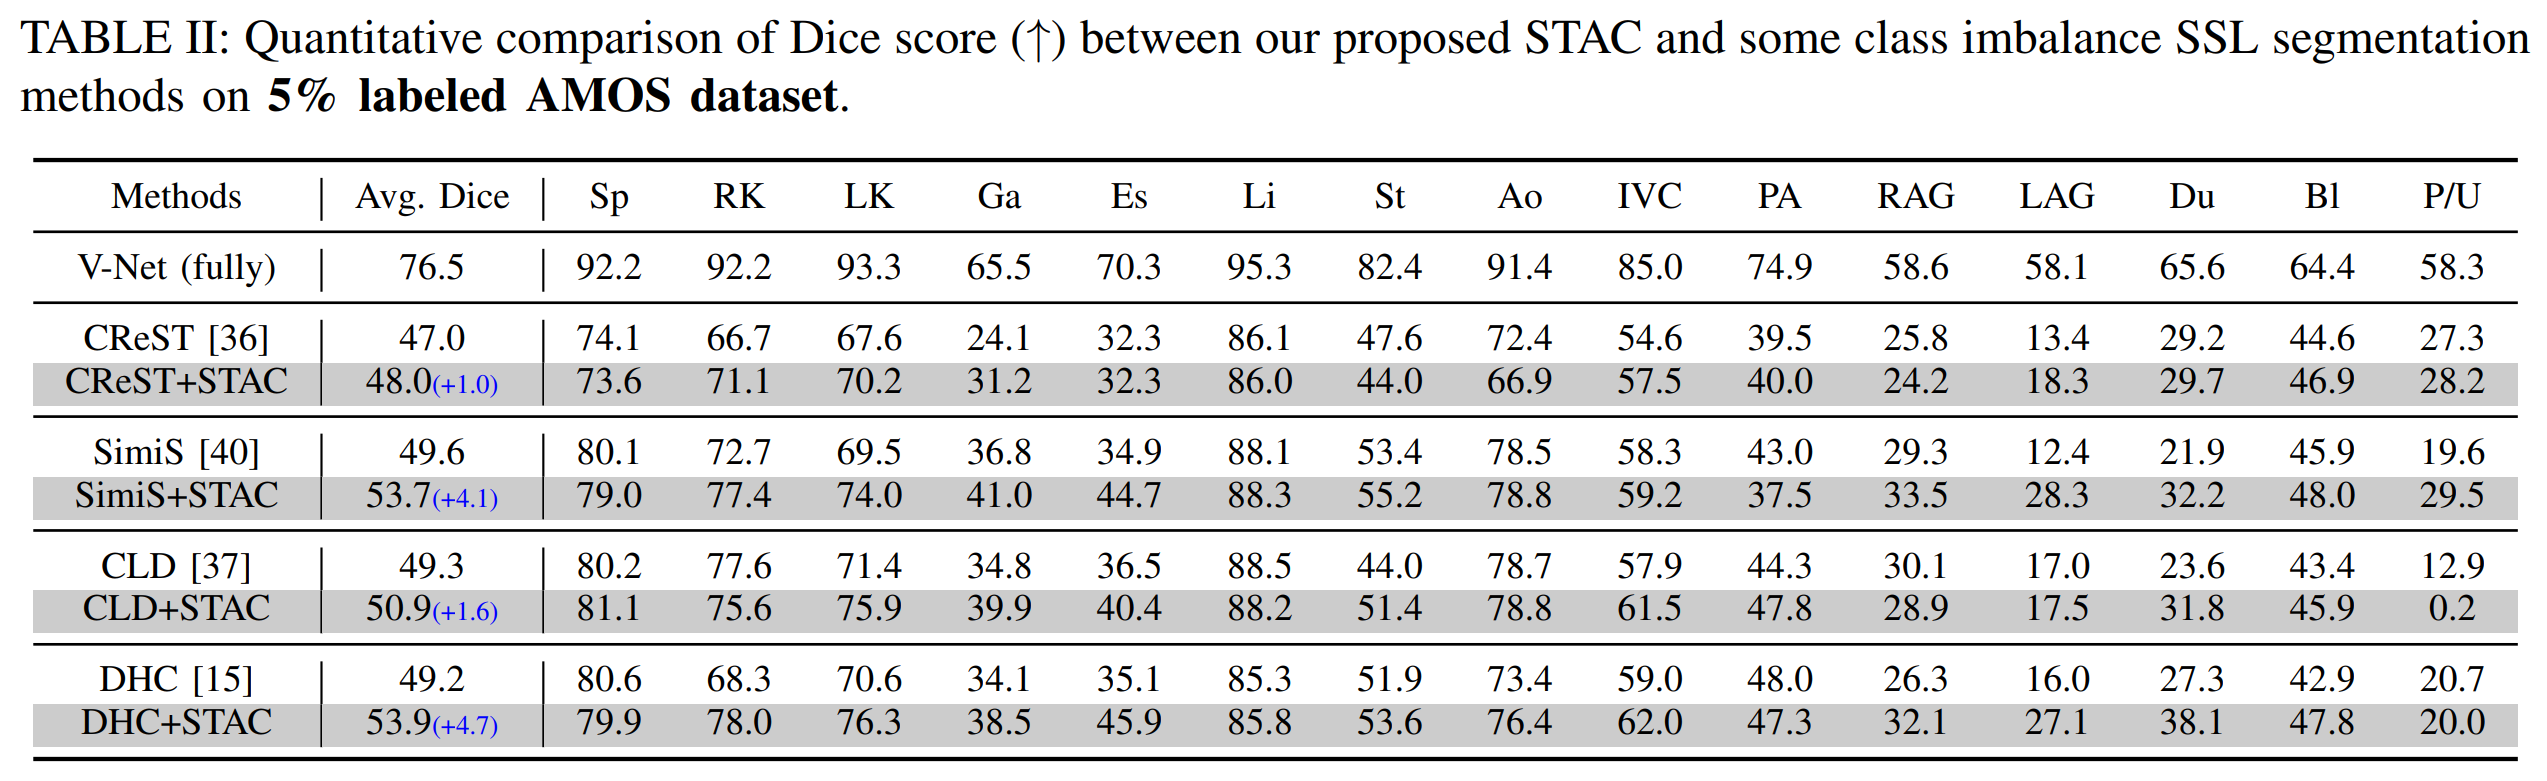 TABLE II: Quantitative comparison of Dice score (↑) between our proposed STAC and some class imbalance SSL segmentation
methods on 5% labeled AMOS dataset.
Methods Avg. Dice Sp RK LK Ga Es Li St Ao IVC PA RAG LAG Du Bl P/U
V-Net (fully) 76.5 92.2 92.2 93.3 65.5 70.3 95.3 82.4 91.4 85.0 74.9 58.6 58.1 65.6 64.4 58.3
CReST [36] 47.0 74.1 66.7 67.6 24.1 32.3 86.1 47.6 72.4 54.6 39.5 25.8 13.4 29.2 44.6 27.3
CReST+STAC 48.0(+1.0) 73.6 71.1 70.2 31.2 32.3 86.0 44.0 66.9 57.5 40.0 24.2 18.3 29.7 46.9 28.2
SimiS [40] 49.6 80.1 72.7 69.5 36.8 34.9 88.1 53.4 78.5 58.3 43.0 29.3 12.4 21.9 45.9 19.6
SimiS+STAC 53.7(+4.1) 79.0 77.4 74.0 41.0 44.7 88.3 55.2 78.8 59.2 37.5 33.5 28.3 32.2 48.0 29.5
CLD [37] 49.3 80.2 77.6 71.4 34.8 36.5 88.5 44.0 78.7 57.9 44.3 30.1 17.0 23.6 43.4 12.9
CLD+STAC 50.9(+1.6) 81.1 75.6 75.9 39.9 40.4 88.2 51.4 78.8 61.5 47.8 28.9 17.5 31.8 45.9 0.2
DHC [15] 49.2 80.6 68.3 70.6 34.1 35.1 85.3 51.9 73.4 59.0 48.0 26.3 16.0 27.3 42.9 20.7
DHC+STAC 53.9(+4.7) 79.9 78.0 76.3 38.5 45.9 85.8 53.6 76.4 62.0 47.3 32.1 27.1 38.1 47.8 20.0